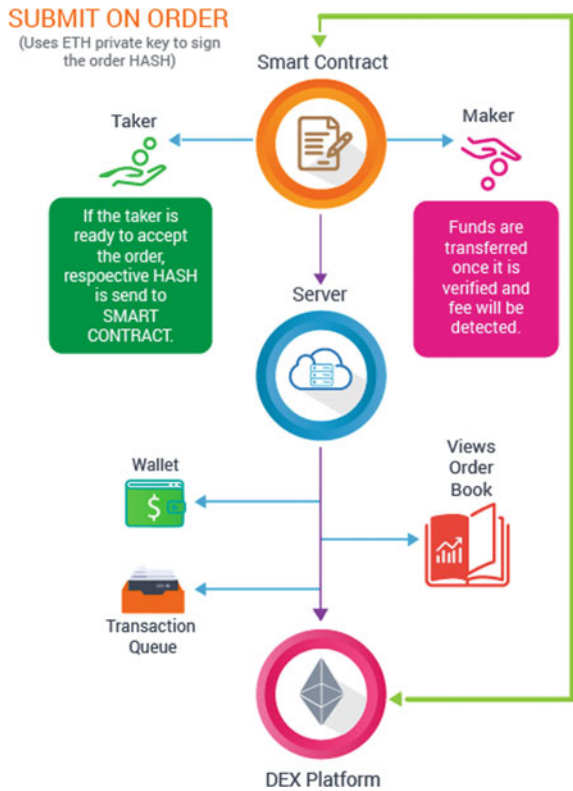 SUBMIT ON ORDER
(Uses ETH private key to sign
the order HASH)
Smart Contract
Taker
Maker
If the taker is
ready to accept
the order,
respoective HASH
is send to
SMART
CONTRACT.
Funds are
transferred
once it is
verified and
fee will be
detected.
Server
Wallet
$
Views
Order
Book
Transaction
Queue
DEX Platform